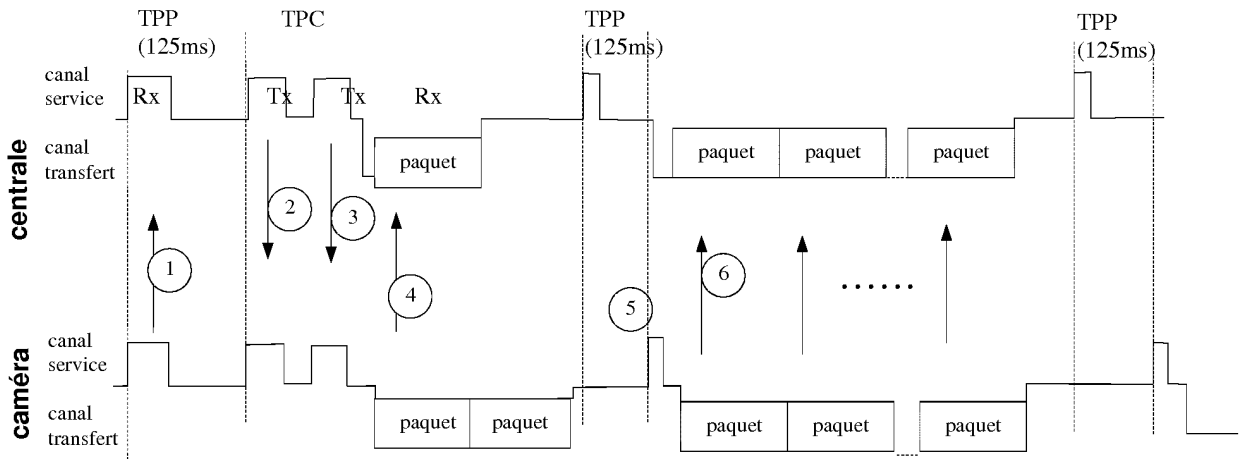 TPP
(125ms)
TPC
TPP
(125ms)
TPP
(125ms)
centrale
canal
service
Rx
Tx
Tx
Rx
canal
transfert
paquet
paquet
paquet
paquet
1
2
3
4
5
6
caméra
canal
service
canal
transfert
paquet
paquet
paquet
paquet
paquet